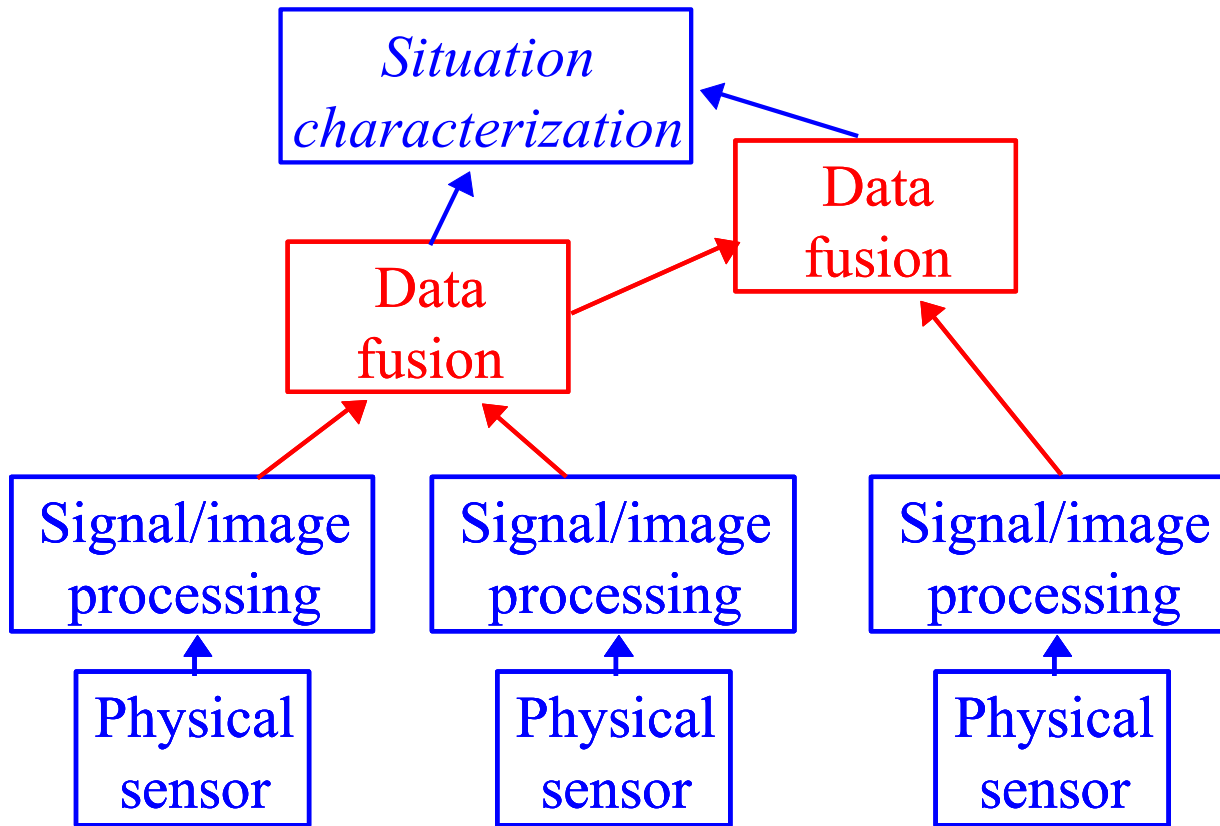 Situation
characterization
Data
fusion
Data
fusion
Signal/image
processing
Signal/image
processing
Signal/image
processing
Physical
sensor
Physical
sensor
Physical
sensor